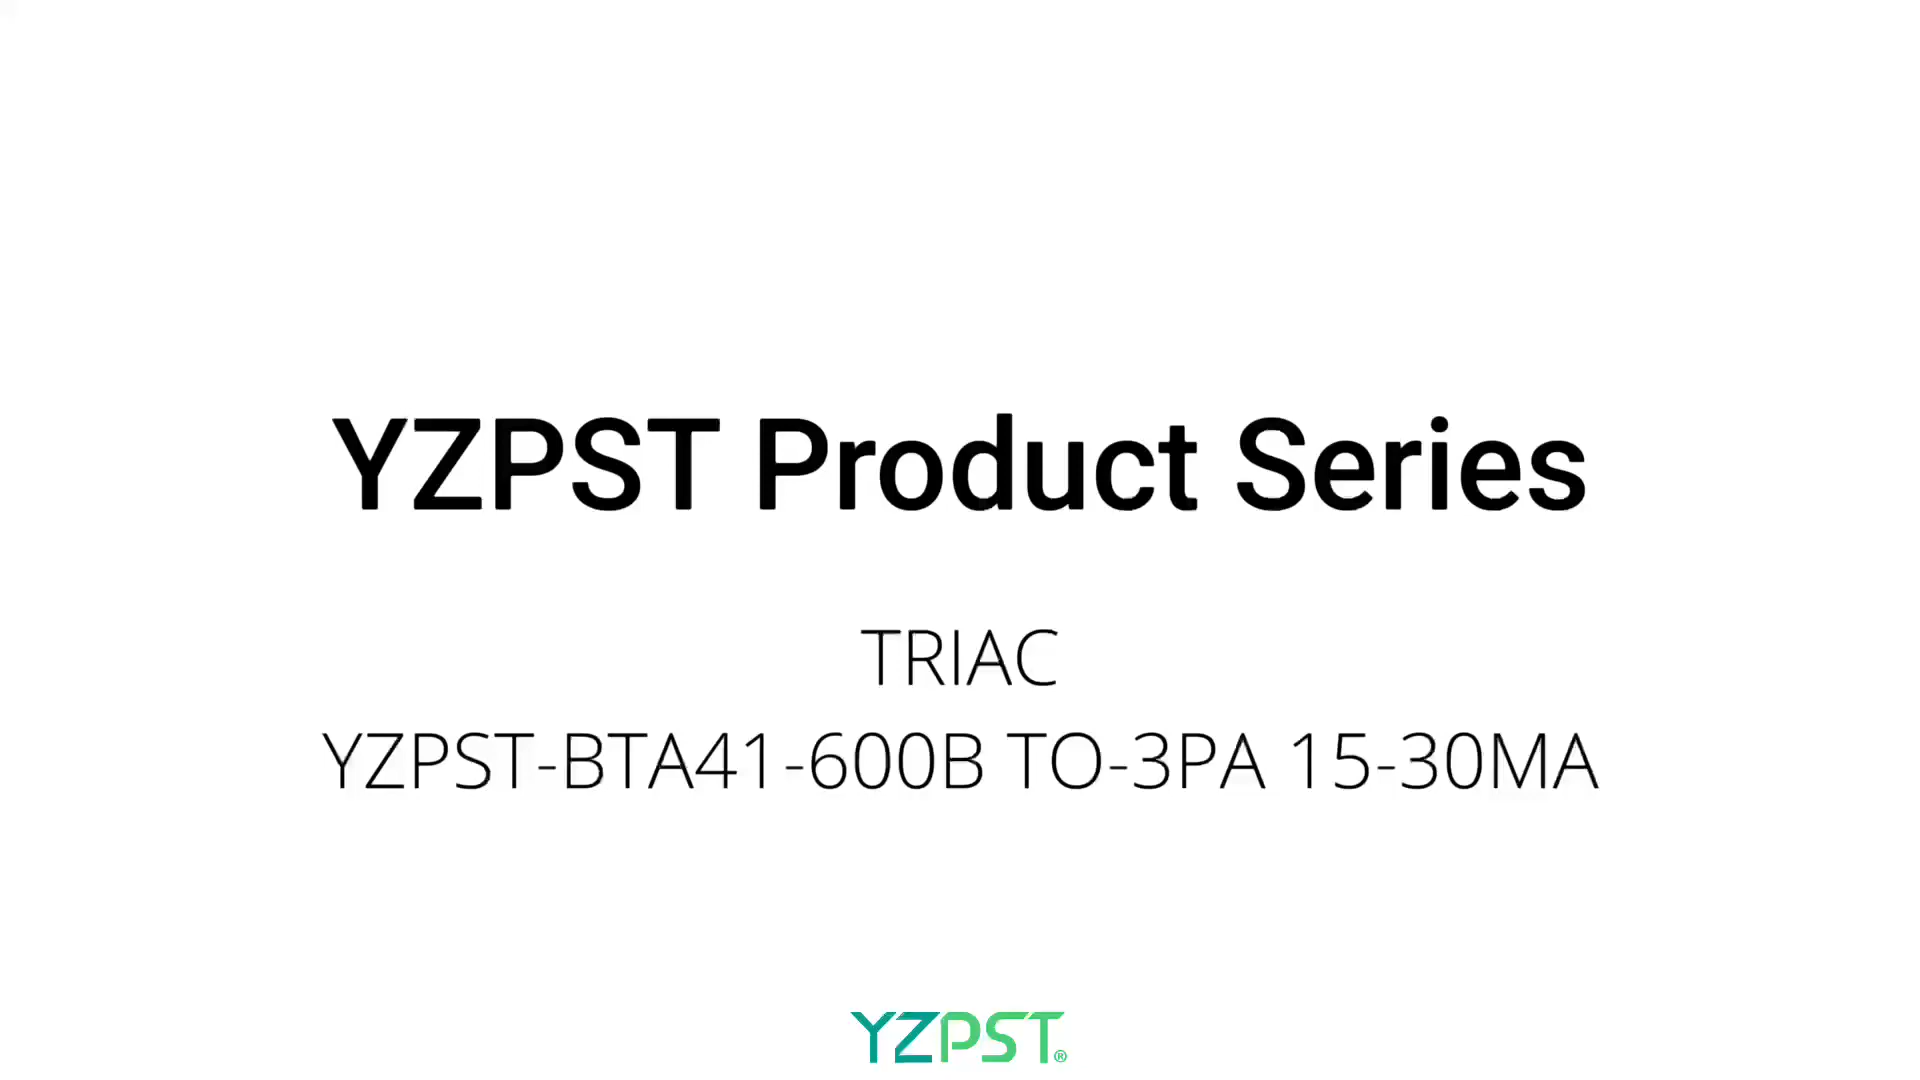 YZPST Product Series
TRIAC
YZPST-BTA41-600B TO-3PA 15-30MA
YZPST®